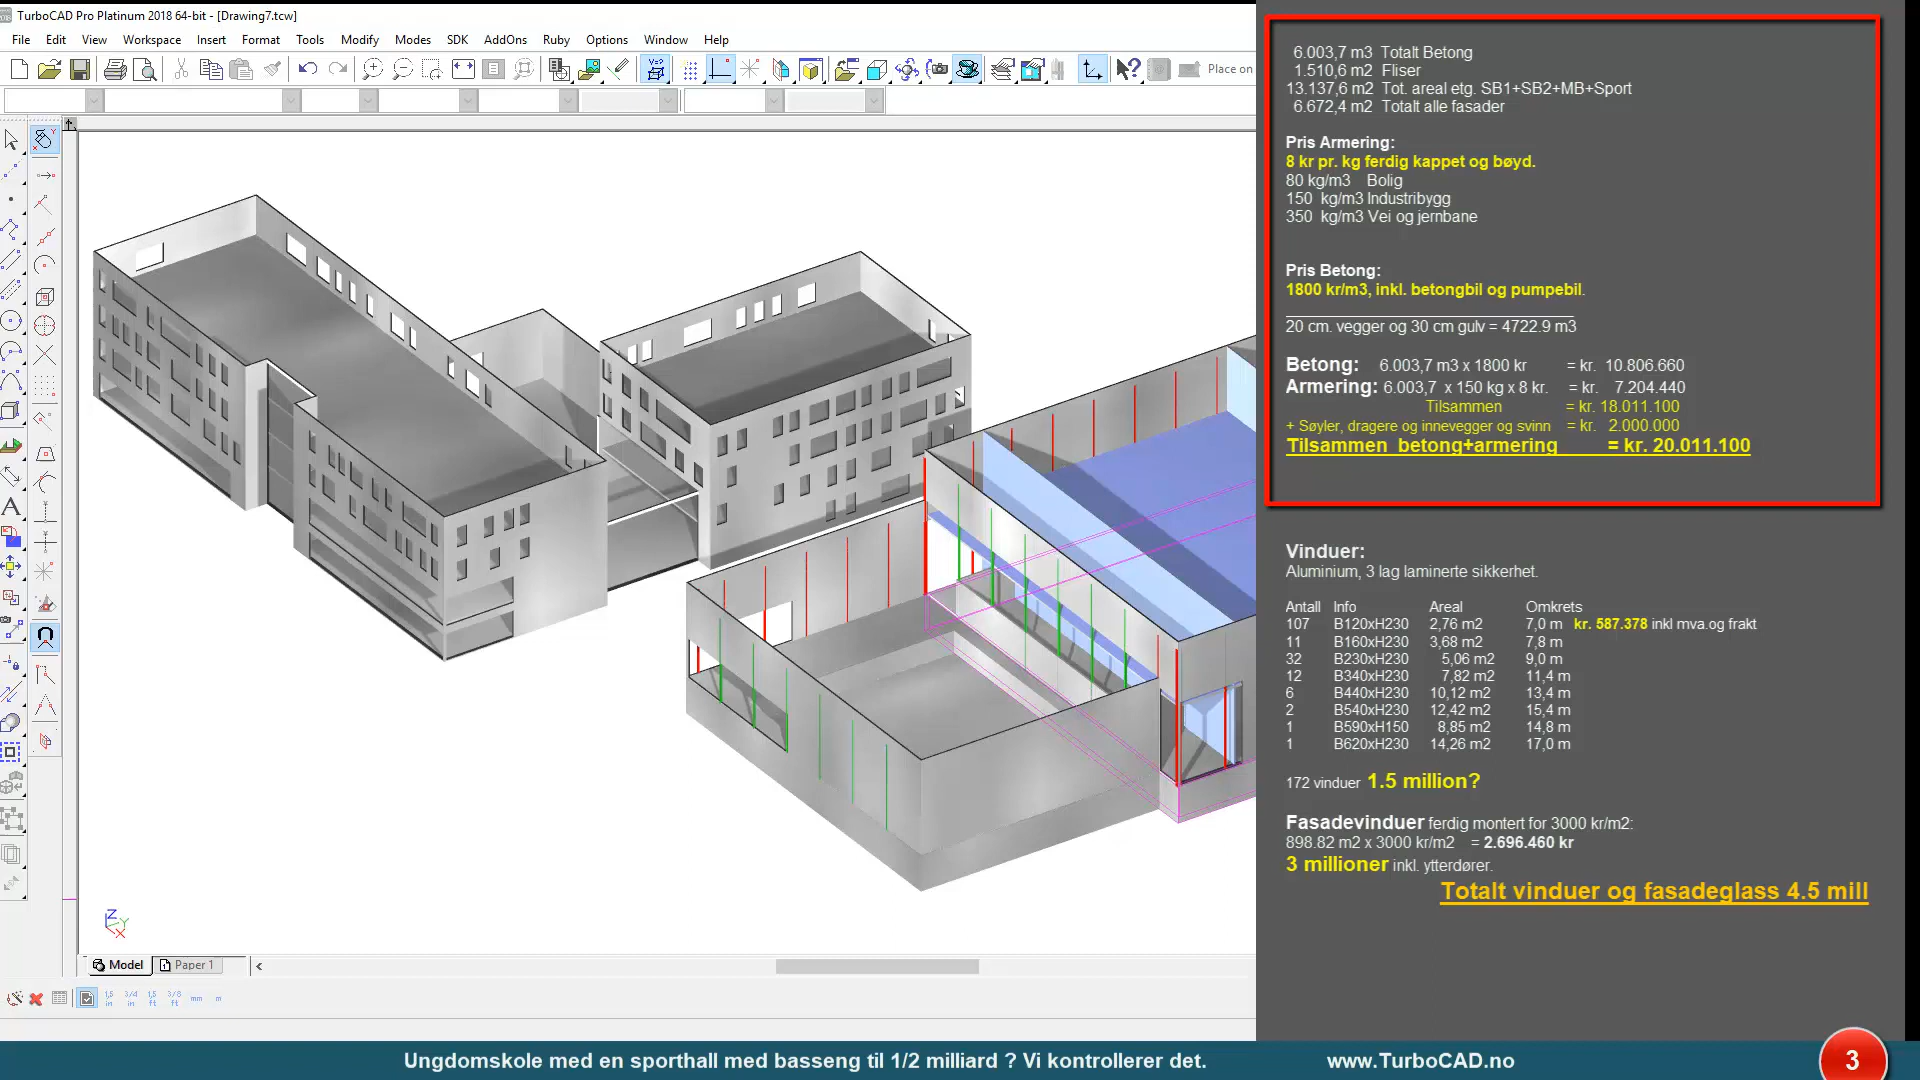 TurboCAD Pro Platinum 2018 64-bit - [Drawing7.tcw]
File Edit View Workspace Insert Format Tools Modify Modes SDK AddOns Ruby Options Window Help
Place on
6.003,7 m3 Totalt Betong
1.510,6 m2 Fliser
13.137,6 m2 Tot. areal etg. SB1+SB2+MB+Sport
6.672,4 m2 Totalt alle fasader
Pris Armering:
8 kr pr. kg ferdig kappet og bøyd.
80 kg/m3 Bolig
150 kg/m3 Industribygg
350 kg/m3 Vei og jernbane
Pris Betong:
1800 kr/m3, inkl. betongbil og pumpebil.
20 cm. vegger og 30 cm gulv = 4722.9 m3
Betong: 6.003,7 m3 x 1800 kr = kr. 10.806.660
Armering: 6.003,7 x 150 kg x 8 kr. = kr. 7.204.440
Tilsammen = kr. 18.011.100
+ Søyler, dragere og innevegger og svinn = kr. 2.000.000
Tilsammen betong+armering = kr. 20.011.100
Vinduer:
Aluminium, 3 lag laminerte sikkerhet.
Antall Info Areal Omkrets
107 B120xH230 2,76 m2 7,0 m kr. 587.378 inkl mva.og frakt
11 B160xH230 3,68 m2 7,8 m
32 B230xH230 5,06 m2 9,0 m
12 B340xH230 7,82 m2 11,4 m
6 B440xH230 10,12 m2 13,4 m
2 B540xH230 12,42 m2 15,4 m
1 B590xH150 8,85 m2 14,8 m
1 B620xH230 14,26 m2 17,0 m
172 vinduer 1.5 million?
Fasadevinduer ferdig montert for 3000 kr/m2:
898.82 m2 x 3000 kr/m2 = 2.696.460 kr
3 millioner inkl. ytterdører.
Totalt vinduer og fasadeglass 4.5 mill
Z
Y
X
Model Paper 1
1,5 in 3/4 in 1,5 ft 3/8 ft mm m
Ungdomskole med en sporthall med basseng til 1/2 milliard ? Vi kontrollerer det. www.TurboCAD.no 3